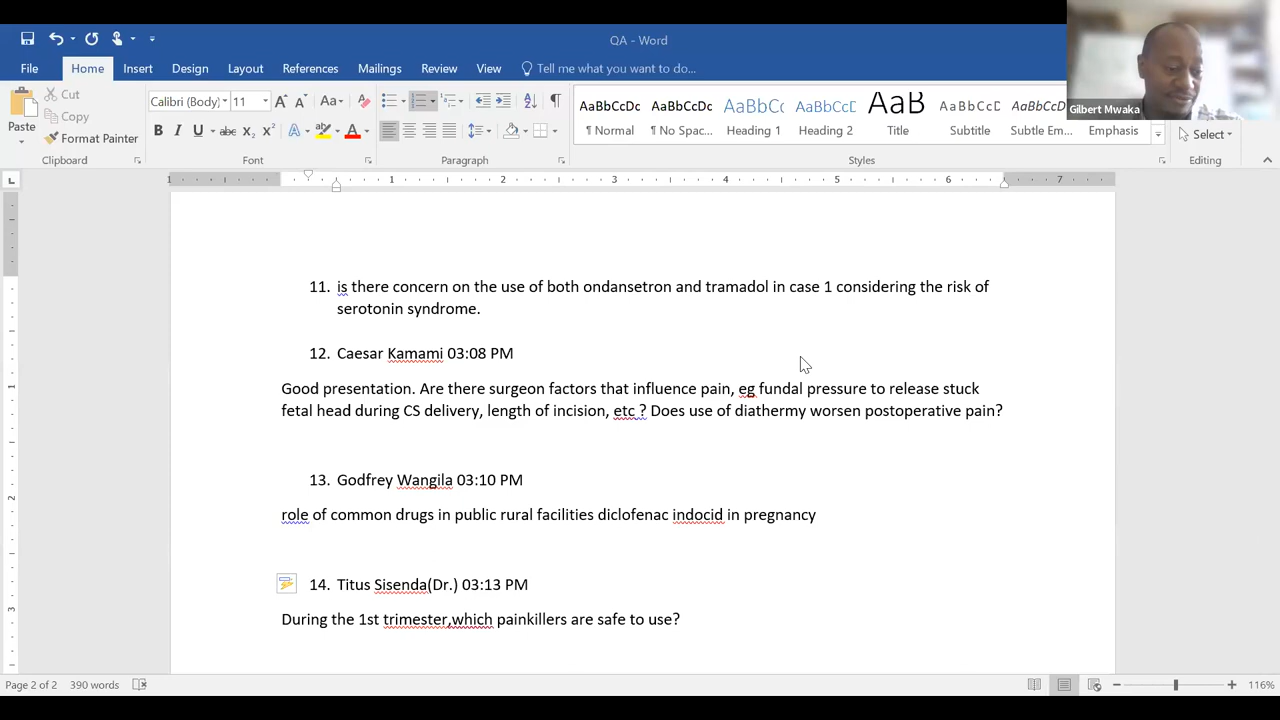 QA - Word
Gilbert Mwaka
File Home Insert Design Layout References Mailings Review View Tell me what you want to do...
Paste
Cut
Copy
Format Painter
Clipboard
Calibri (Body) 11
Font
Paragraph
AaBbCcDc AaBbCcDc AaBbCc AaBbCcD AaB AaBbCcD
¶ Normal ¶ No Spac... Heading 1 Heading 2 Title Subtitle Subtle Em... Emphasis
Styles
Select
Editing
1 1 2 3 4 5 6 7
11. is there concern on the use of both ondansetron and tramadol in case 1 considering the risk of
serotonin syndrome.
12. Caesar Kamami 03:08 PM
Good presentation. Are there surgeon factors that influence pain, eg fundal pressure to release stuck
fetal head during CS delivery, length of incision, etc ? Does use of diathermy worsen postoperative pain?
13. Godfrey Wangila 03:10 PM
role of common drugs in public rural facilities diclofenac indocid in pregnancy
14. Titus Sisenda(Dr.) 03:13 PM
During the 1st trimester,which painkillers are safe to use?
Page 2 of 2 390 words 116%